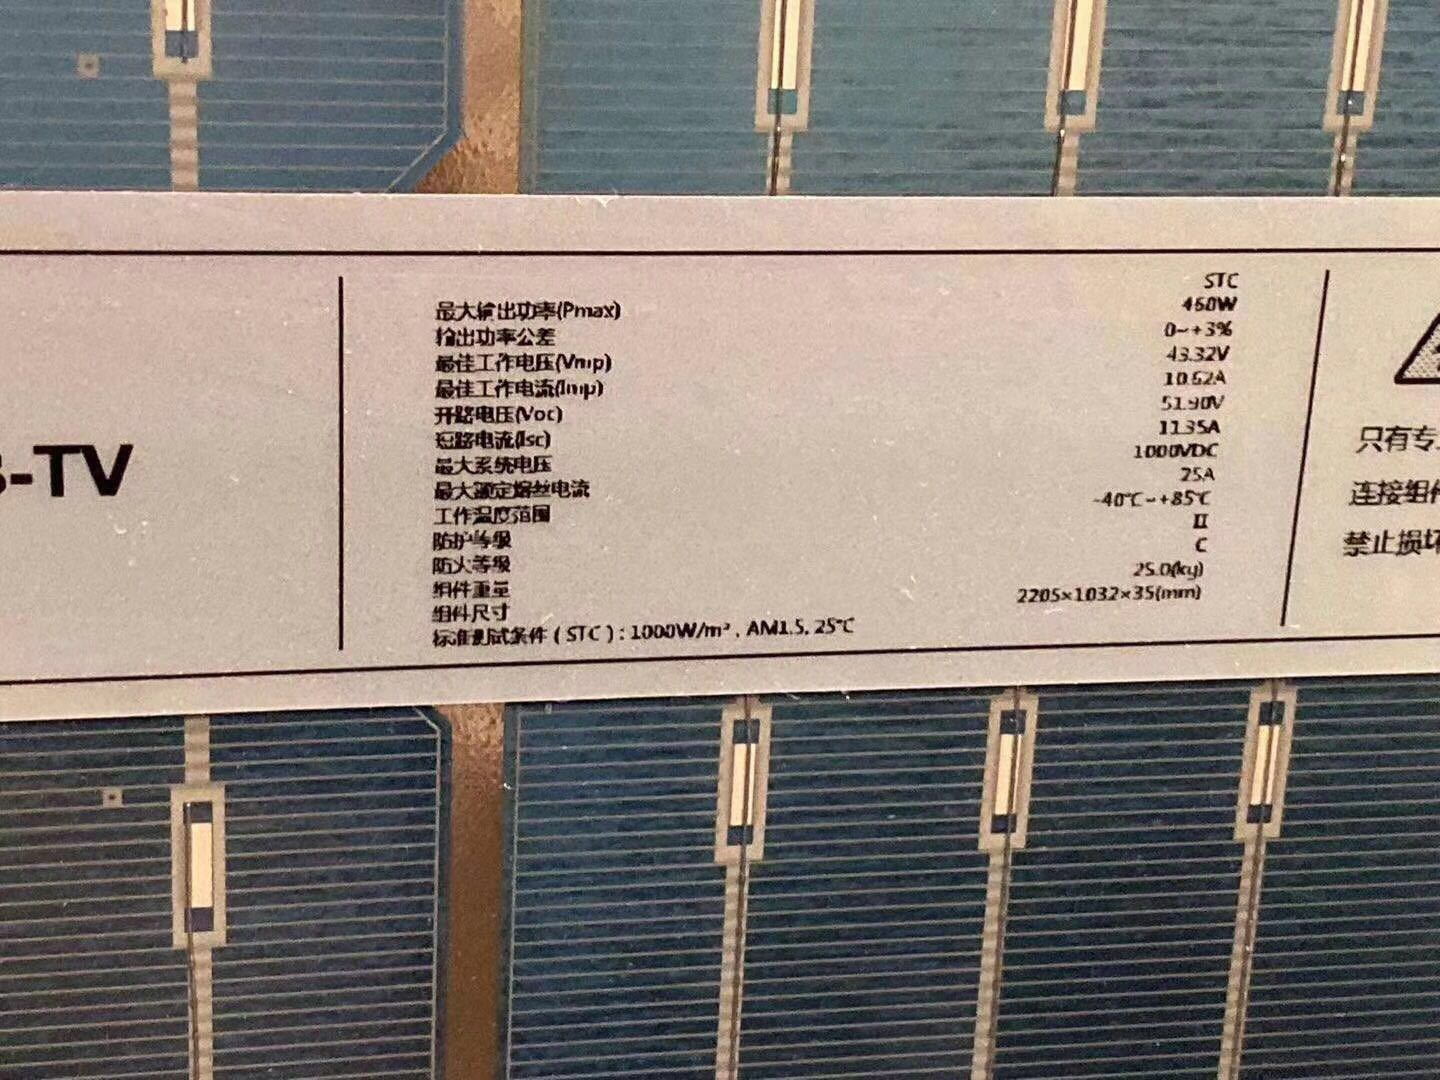 -TV
STC
最大输出功率(Pmax) 460W
输出功率公差 0~+3%
最佳工作电压(Vmp) 43.32V
最佳工作电流(Imp) 10.62A
开路电压(Voc) 51.90V
短路电流(Isc) 11.35A
最大系统电压 1000VDC
最大额定熔丝电流 25A
工作温度范围 -40℃~+85℃
防护等级 II
防火等级 C
组件重量 25.0(kg)
组件尺寸 2205×1032×35(mm)
标准测试条件 ( STC ) : 1000W/m², AM1.5, 25℃
只有专
连接组件
禁止损坏